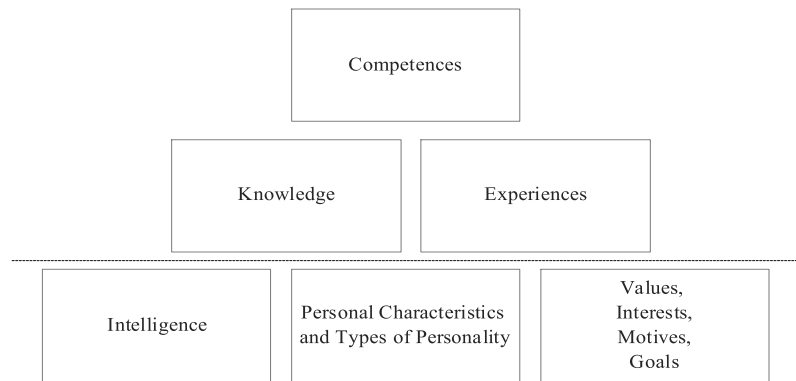 Competences
Knowledge
Experiences
Intelligence
Personal Characteristics
and Types of Personality
Values,
Interests,
Motives,
Goals